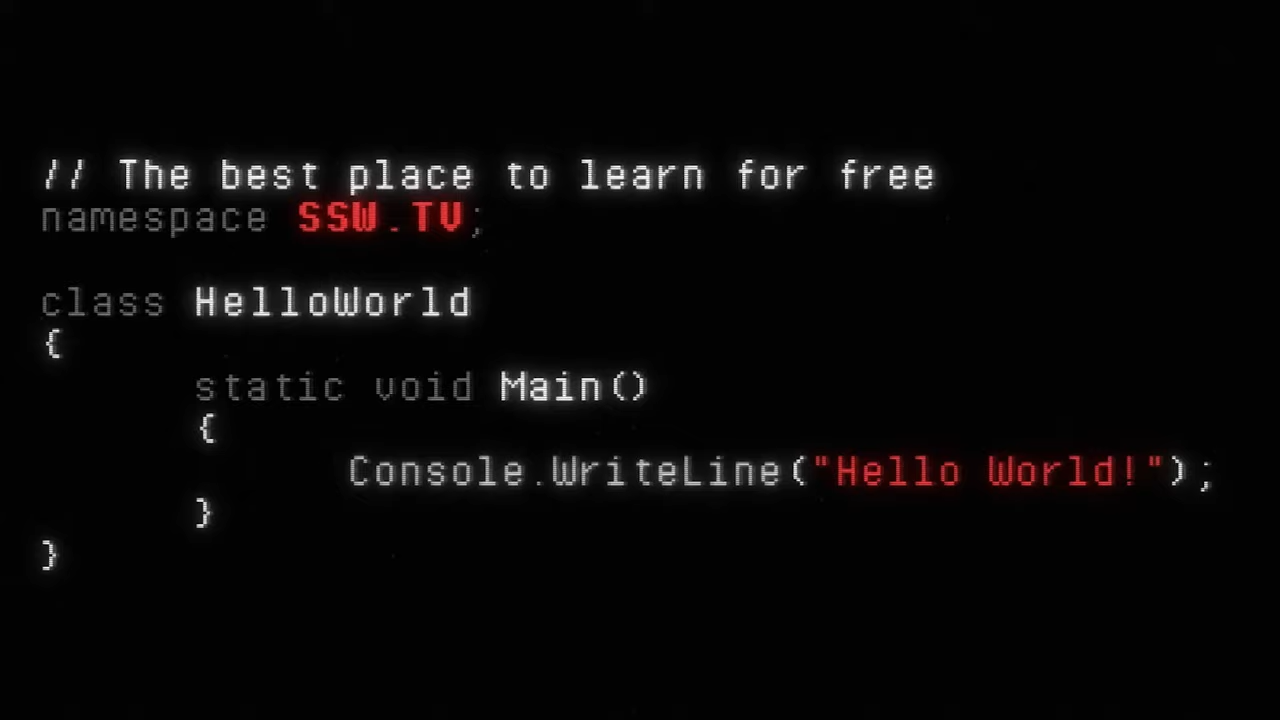 // The best place to learn for free
namespace SSW.TV;
class HelloWorld
{
static void Main()
{
Console.WriteLine("Hello World!");
}
}